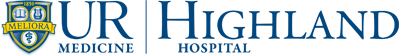 1850
MELIORA
UR
MEDICINE
HIGHLAND
HOSPITAL